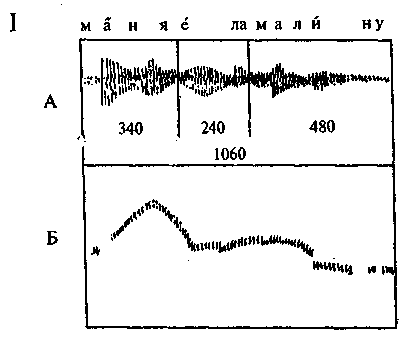 I
м а́ н я е́ ла м а л и́ ну
А
340 240 480
1060
Б